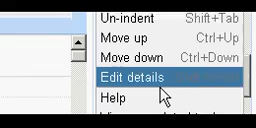 Un-indent Shift+Tab
Move up Ctrl+Up
Move down Ctrl+Down
Edit details
Help